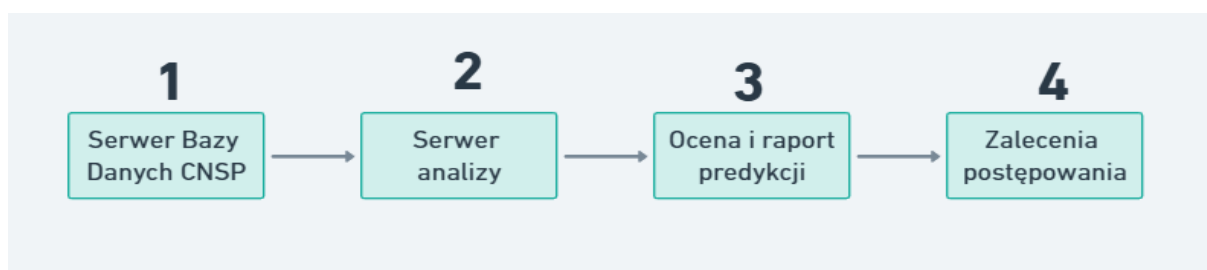 1
Serwer Bazy
Danych CNSP
2
Serwer
analizy
3
Ocena i raport
predykcji
4
Zalecenia
postępowania